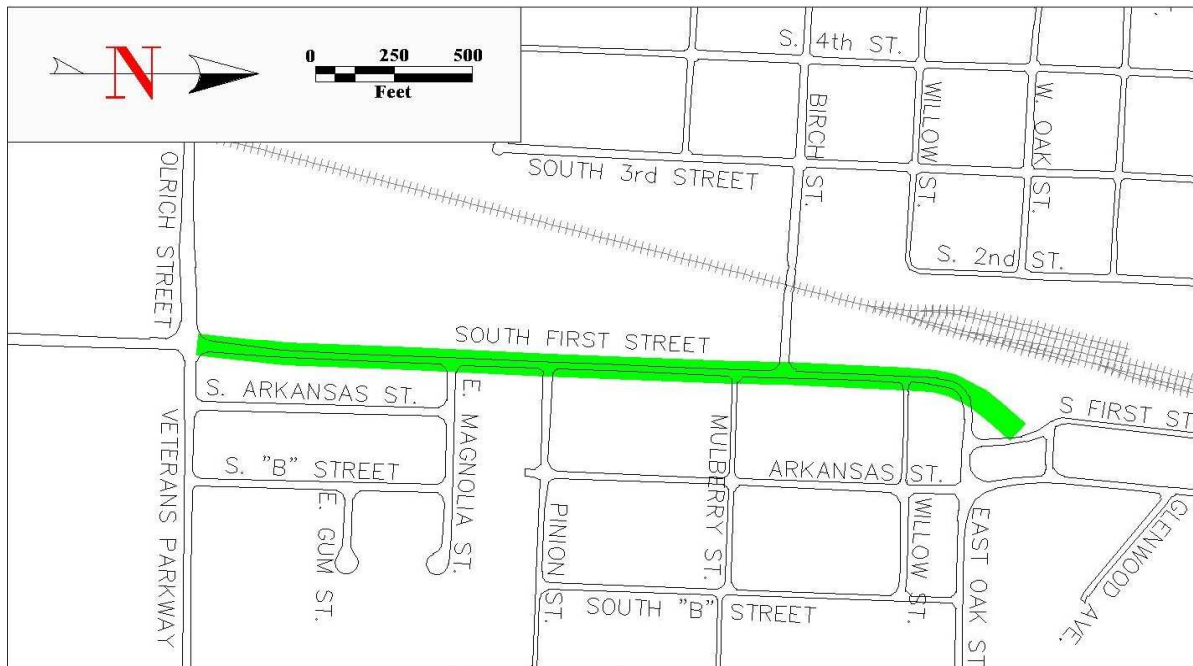 N
0 250 500
Feet
S. 4th ST.
BIRCH ST.
WILLOW ST.
W. OAK ST.
SOUTH 3rd STREET
S. 2nd ST.
OLRICH STREET
SOUTH FIRST STREET
S. ARKANSAS ST.
S FIRST ST
VETERANS PARKWAY
S. "B" STREET
E. MAGNOLIA ST.
E. GUM ST.
MULBERRY ST.
ARKANSAS ST.
PINION ST.
WILLOW ST.
EAST OAK ST
GLENWOOD AVE.
SOUTH "B" STREET